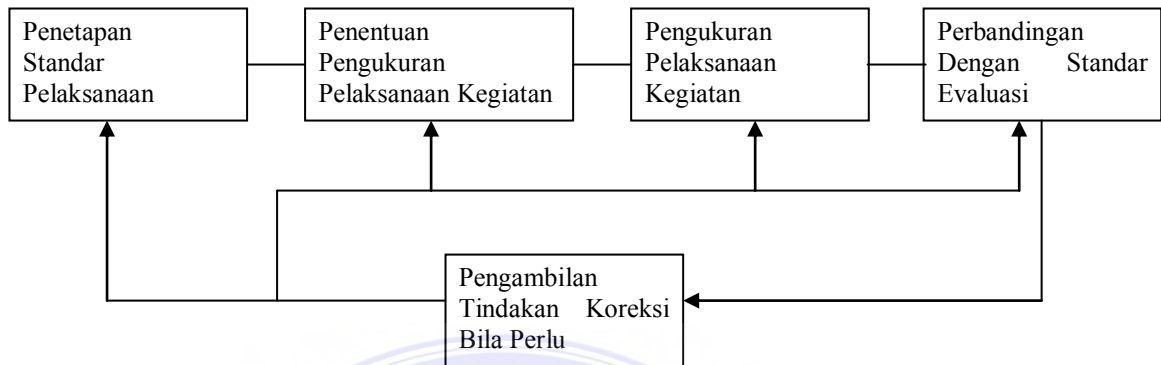 Penetapan
Standar
Pelaksanaan
Penentuan
Pengukuran
Pelaksanaan Kegiatan
Pengukuran
Pelaksanaan
Kegiatan
Perbandingan
Dengan Standar
Evaluasi
Pengambilan
Tindakan Koreksi
Bila Perlu